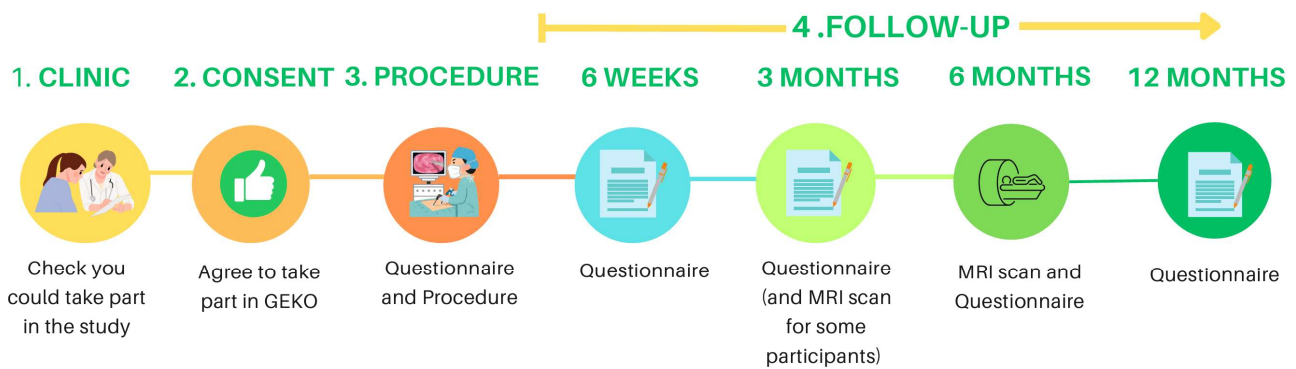 4 .FOLLOW-UP
1. CLINIC
2. CONSENT
3. PROCEDURE
6 WEEKS
3 MONTHS
6 MONTHS
12 MONTHS
Check you
could take part
in the study
Agree to take
part in GEKO
Questionnaire
and Procedure
Questionnaire
Questionnaire
(and MRI scan
for some
participants)
MRI scan and
Questionnaire
Questionnaire